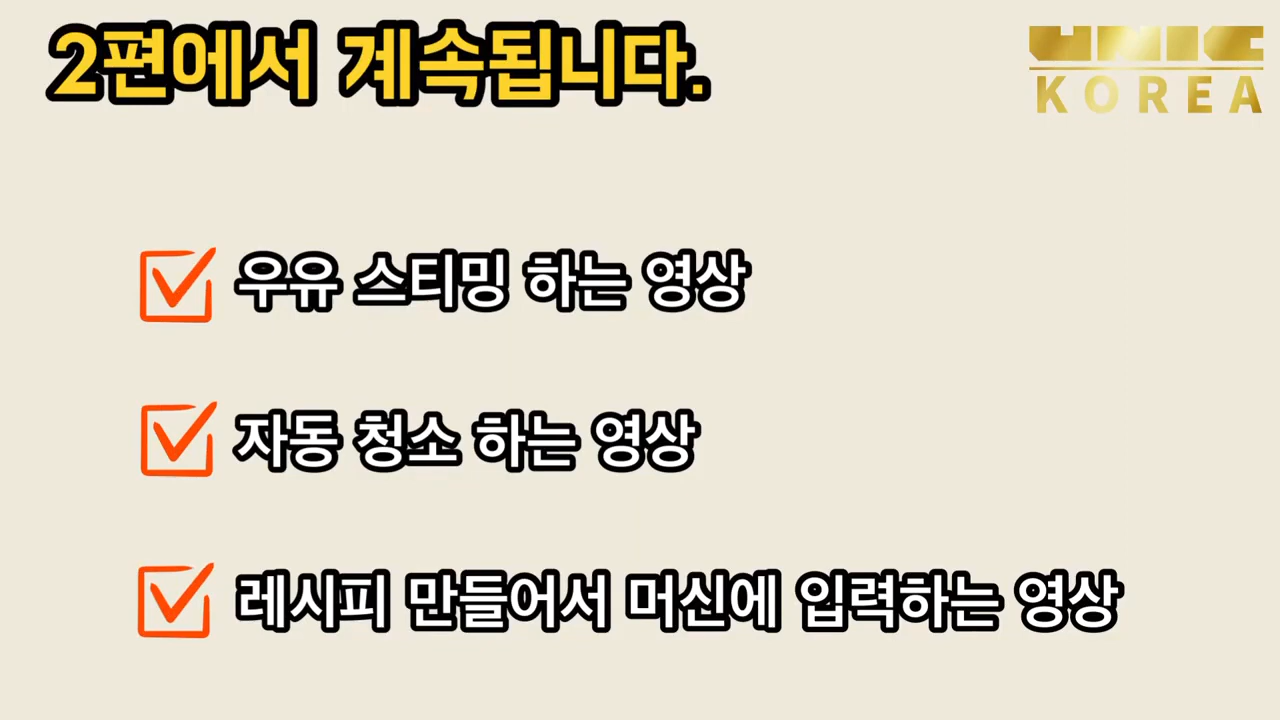 2편에서 계속됩니다.
UNIC
KOREA
우유 스티밍 하는 영상
자동 청소 하는 영상
레시피 만들어서 머신에 입력하는 영상